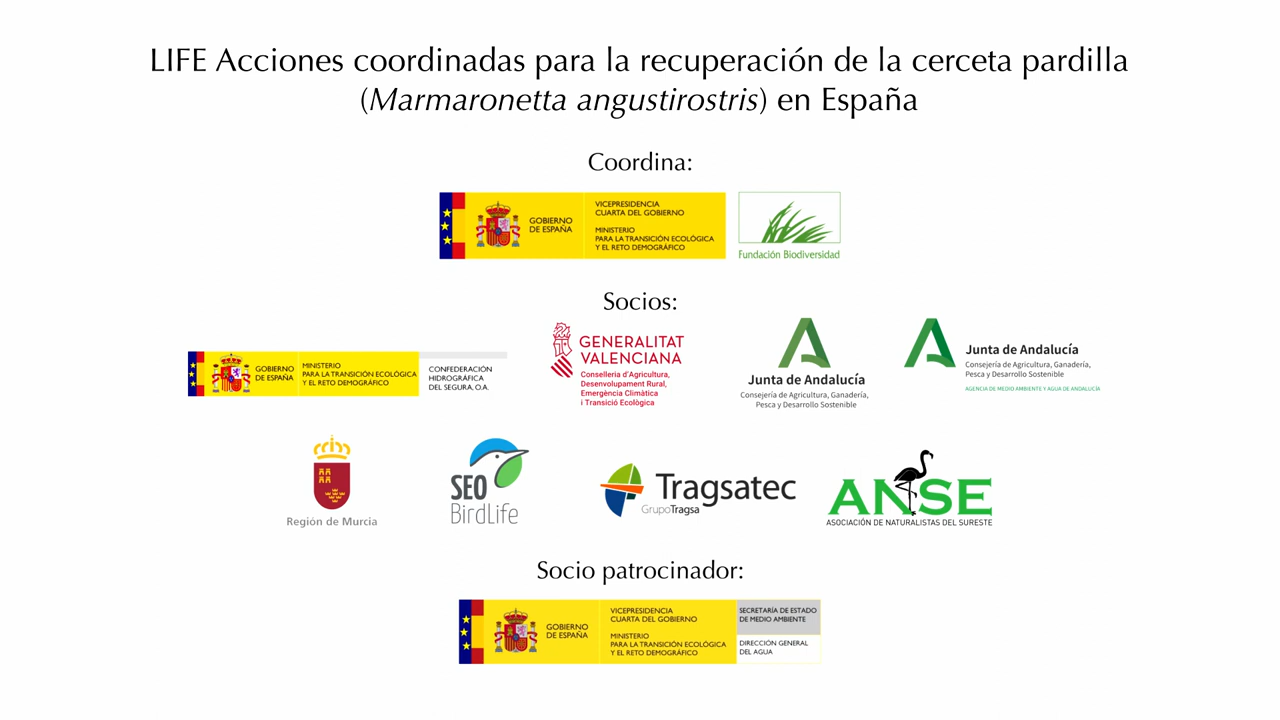 LIFE Acciones coordinadas para la recuperación de la cerceta pardilla
(Marmaronetta angustirostris) en España
Coordina:
GOBIERNO
DE ESPAÑA
VICEPRESIDENCIA
CUARTA DEL GOBIERNO
MINISTERIO
PARA LA TRANSICIÓN ECOLÓGICA
Y EL RETO DEMOGRÁFICO
Fundación Biodiversidad
Socios:
GOBIERNO
DE ESPAÑA
MINISTERIO
PARA LA TRANSICIÓN ECOLÓGICA
Y EL RETO DEMOGRÁFICO
CONFEDERACIÓN
HIDROGRÁFICA
DEL SEGURA, O.A.
GENERALITAT
VALENCIANA
Conselleria d'Agricultura,
Desenvolupament Rural,
Emergència Climàtica
i Transició Ecològica
Junta de Andalucía
Consejería de Agricultura, Ganadería,
Pesca y Desarrollo Sostenible
Junta de Andalucía
Consejería de Agricultura, Ganadería,
Pesca y Desarrollo Sostenible
AGENCIA DE MEDIO AMBIENTE Y AGUA DE ANDALUCÍA
Región de Murcia
SEO
BirdLife
Tragsatec
GrupoTragsa
ANSE
ASOCIACIÓN DE NATURALISTAS DEL SURESTE
Socio patrocinador:
GOBIERNO
DE ESPAÑA
VICEPRESIDENCIA
CUARTA DEL GOBIERNO
MINISTERIO
PARA LA TRANSICIÓN ECOLÓGICA
Y EL RETO DEMOGRÁFICO
SECRETARÍA DE ESTADO
DE MEDIO AMBIENTE
DIRECCIÓN GENERAL
DEL AGUA